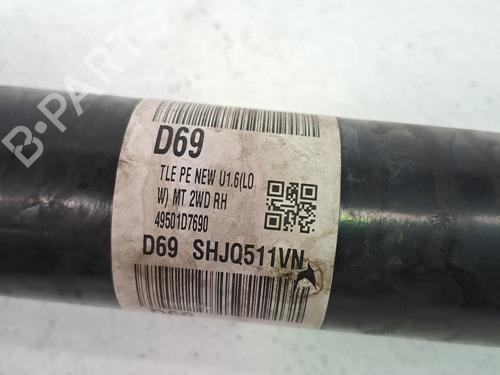 D69
TLE PE NEW U1.6(LO
W) MT 2WD RH
49501D7690
D69 SHJQ511VN
B-PARTS